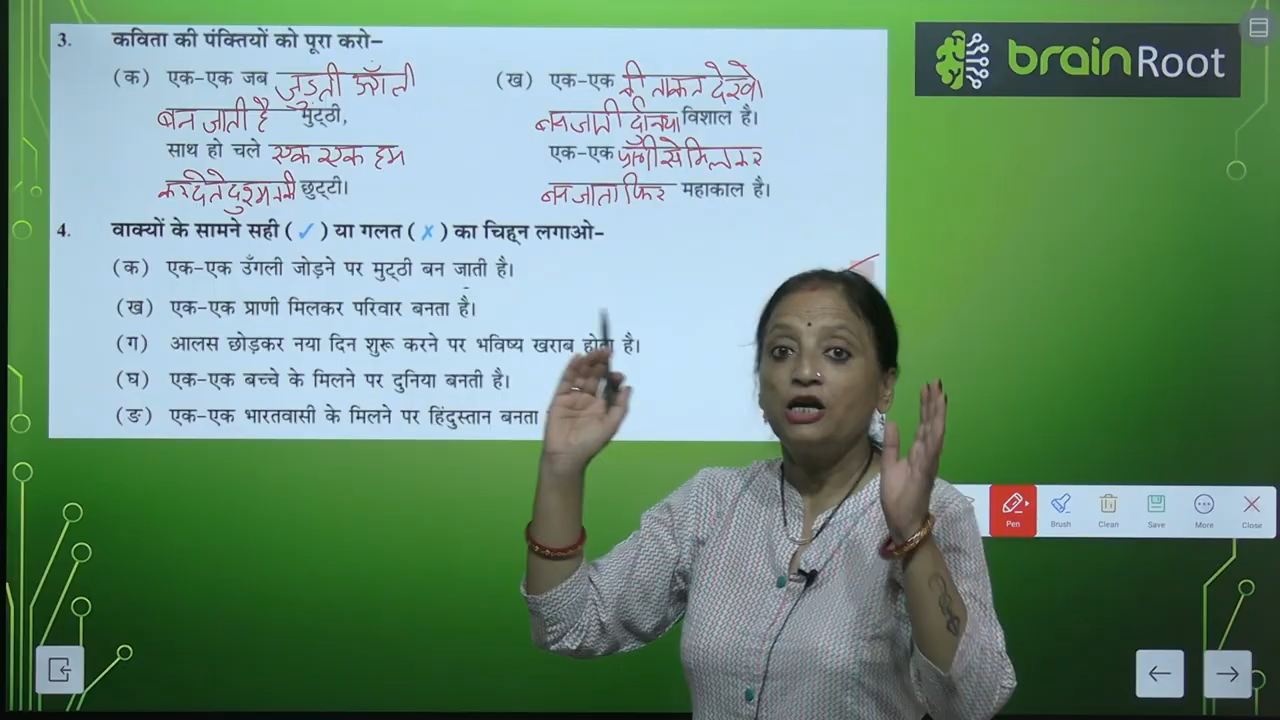 brainRoot
3. कविता की पंक्तियों को पूरा करो-
(क) एक-एक जब जुड़ती जाती
बन जाती है मुट्ठी,
साथ हो चले एक एक हम
कर देते दुश्मन की छुट्टी।
(ख) एक-एक की ताकत देखो
बन जाती दुनिया विशाल है।
एक-एक प्राणी से मिलकर
बन जाता फिर महाकाल है।
4. वाक्यों के सामने सही (✓) या गलत (✗) का चिह्न लगाओ-
(क) एक-एक उँगली जोड़ने पर मुट्ठी बन जाती है।
(ख) एक-एक प्राणी मिलकर परिवार बनता है।
(ग) आलस छोड़कर नया दिन शुरू करने पर भविष्य खराब होता है।
(घ) एक-एक बच्चे के मिलने पर दुनिया बनती है।
(ङ) एक-एक भारतवासी के मिलने पर हिंदुस्तान बनता
Pen Brush Clean Save More Close